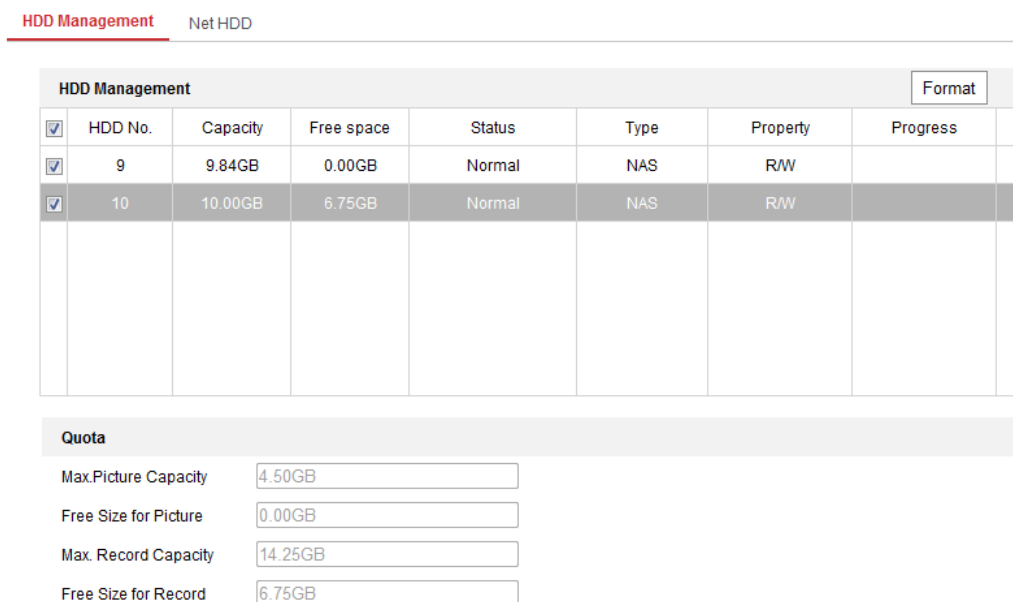 HDD Management Net HDD
HDD Management Format
HDD No. Capacity Free space Status Type Property Progress
9 9.84GB 0.00GB Normal NAS R/W
10 10.00GB 6.75GB Normal NAS R/W
Quota
Max.Picture Capacity 4.50GB
Free Size for Picture 0.00GB
Max. Record Capacity 14.25GB
Free Size for Record 6.75GB